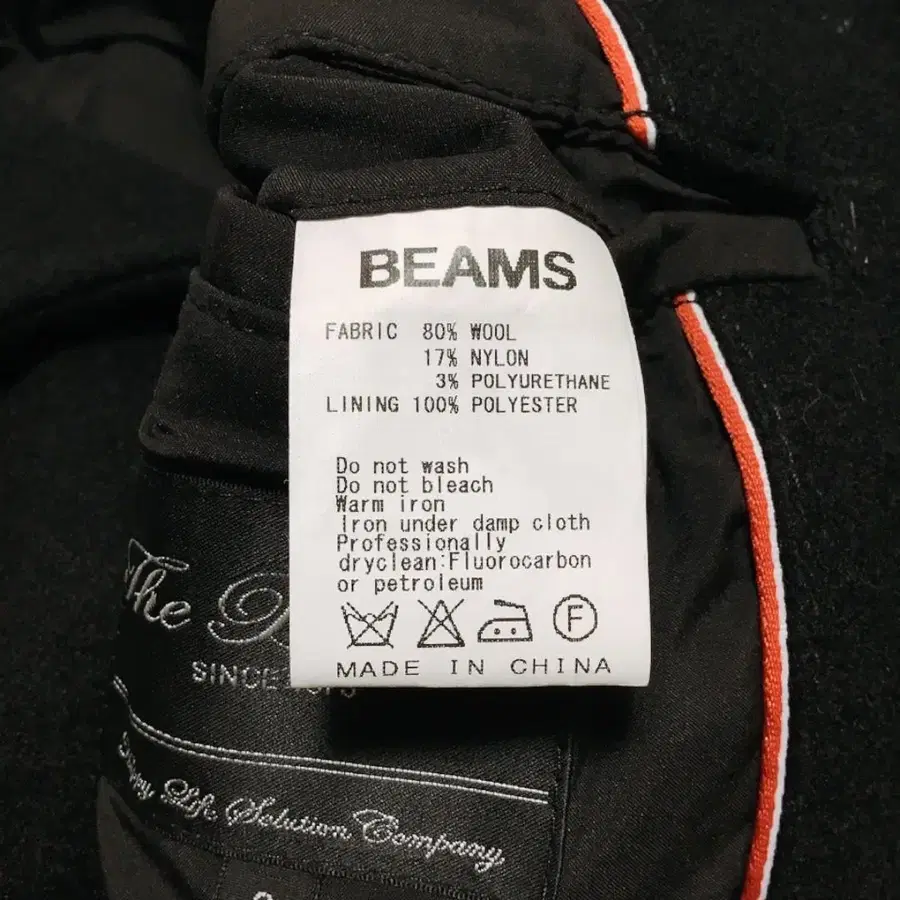 BEAMS
FABRIC 80% WOOL
17% NYLON
3% POLYURETHANE
LINING 100% POLYESTER
Do not wash
Do not bleach
Warm iron
Iron under damp cloth
Professionally
dryclean:Fluorocarbon
or petroleum
F
MADE IN CHINA
The
SINCE
Life Solution Company